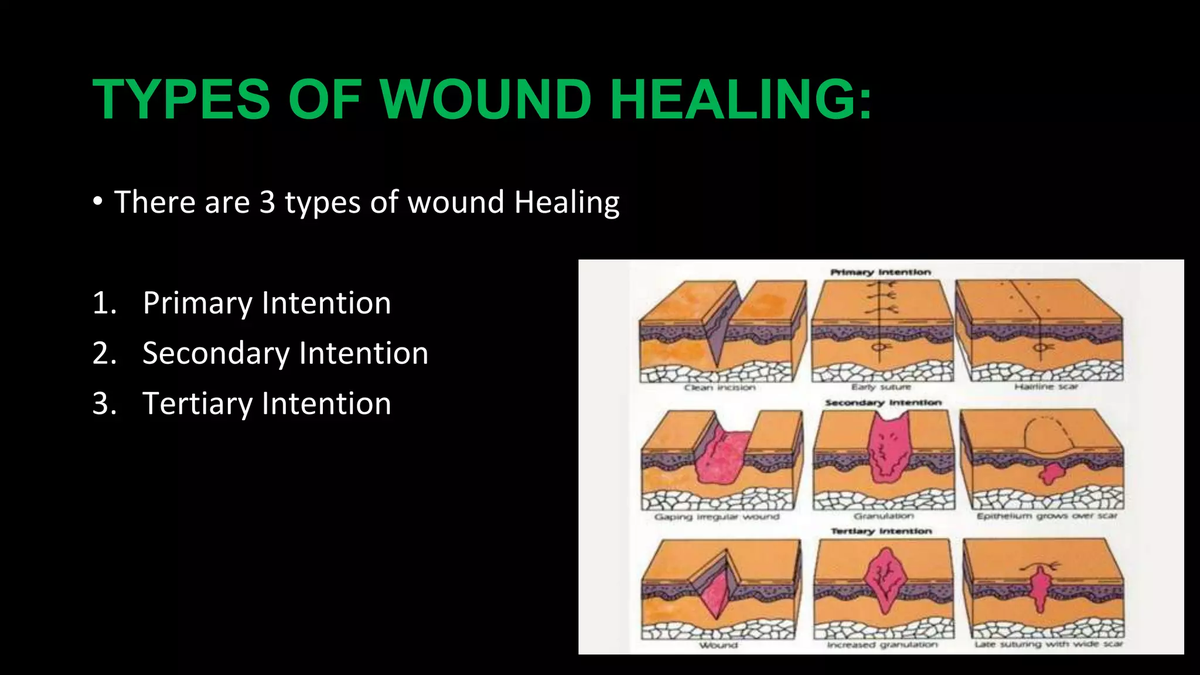 TYPES OF WOUND HEALING:
• There are 3 types of wound Healing
1. Primary Intention
2. Secondary Intention
3. Tertiary Intention
Primary Intention
Clean incision
Early suture
Hairline scar
Secondary Intention
Gaping irregular wound
Granulation
Epithelium grows over scar
Tertiary Intention
Wound
Increased granulation
Late suturing with wide scar